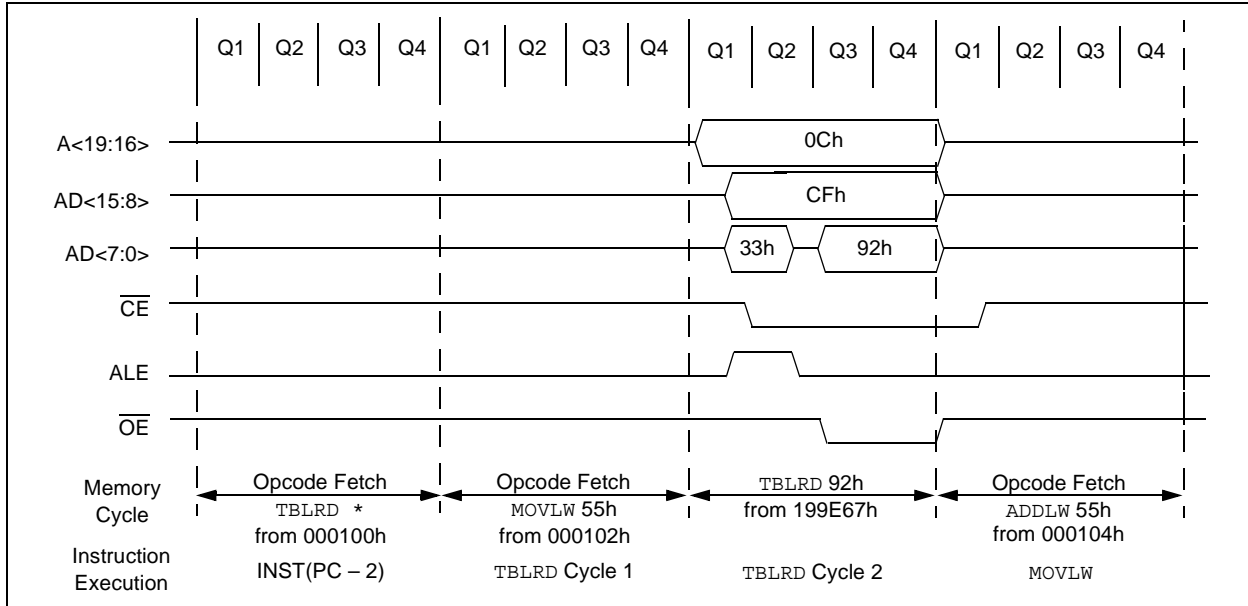 Q1 Q2 Q3 Q4 Q1 Q2 Q3 Q4 Q1 Q2 Q3 Q4 Q1 Q2 Q3 Q4
A<19:16> 0Ch
AD<15:8> CFh
AD<7:0> 33h 92h
CE
ALE
OE
Memory Cycle
Opcode Fetch
TBLRD *
from 000100h
Opcode Fetch
MOVLW 55h
from 000102h
TBLRD 92h
from 199E67h
Opcode Fetch
ADDLW 55h
from 000104h
Instruction Execution
INST(PC – 2)
TBLRD Cycle 1
TBLRD Cycle 2
MOVLW